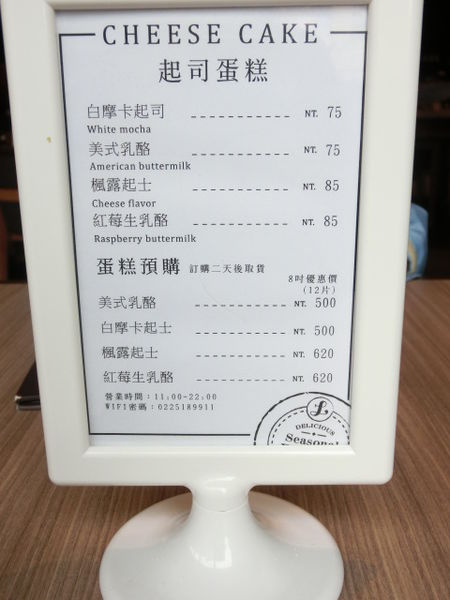 CHEESE CAKE
起司蛋糕
白摩卡起司 NT. 75
White mocha
美式乳酪 NT. 75
American buttermilk
楓露起士 NT. 85
Cheese flavor
紅莓生乳酪 NT. 85
Raspberry buttermilk
蛋糕預購 訂購二天後取貨
8吋優惠價
(12片)
美式乳酪 NT. 500
白摩卡起士 NT. 500
楓露起士 NT. 620
紅莓生乳酪 NT. 620
營業時間:11:00-22:00
WIFI密碼:0225189911
DELICIOUS
Seasonal